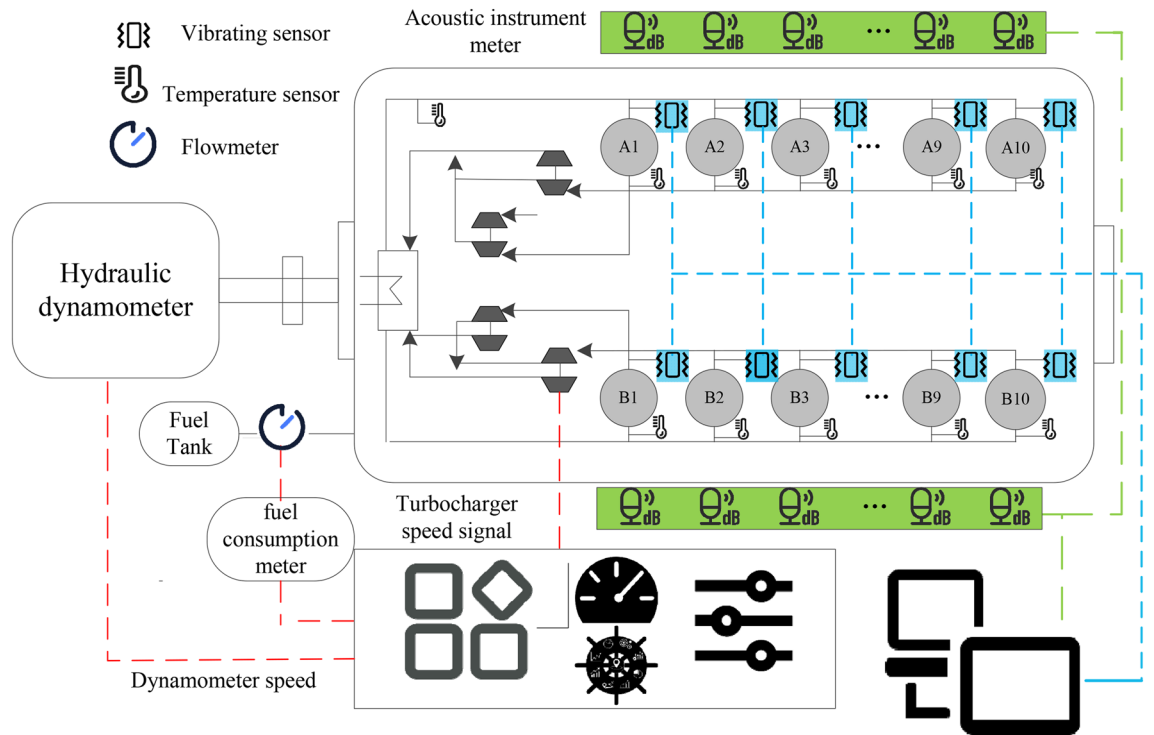 Acoustic instrument
meter
dB dB dB ... dB dB
Vibrating sensor
Temperature sensor
Flowmeter
A1 A2 A3 ... A9 A10
Hydraulic
dynamometer
B1 B2 B3 ... B9 B10
Fuel
Tank
Turbocharger
speed signal
dB dB dB ... dB dB
fuel
consumption
meter
Dynamometer speed